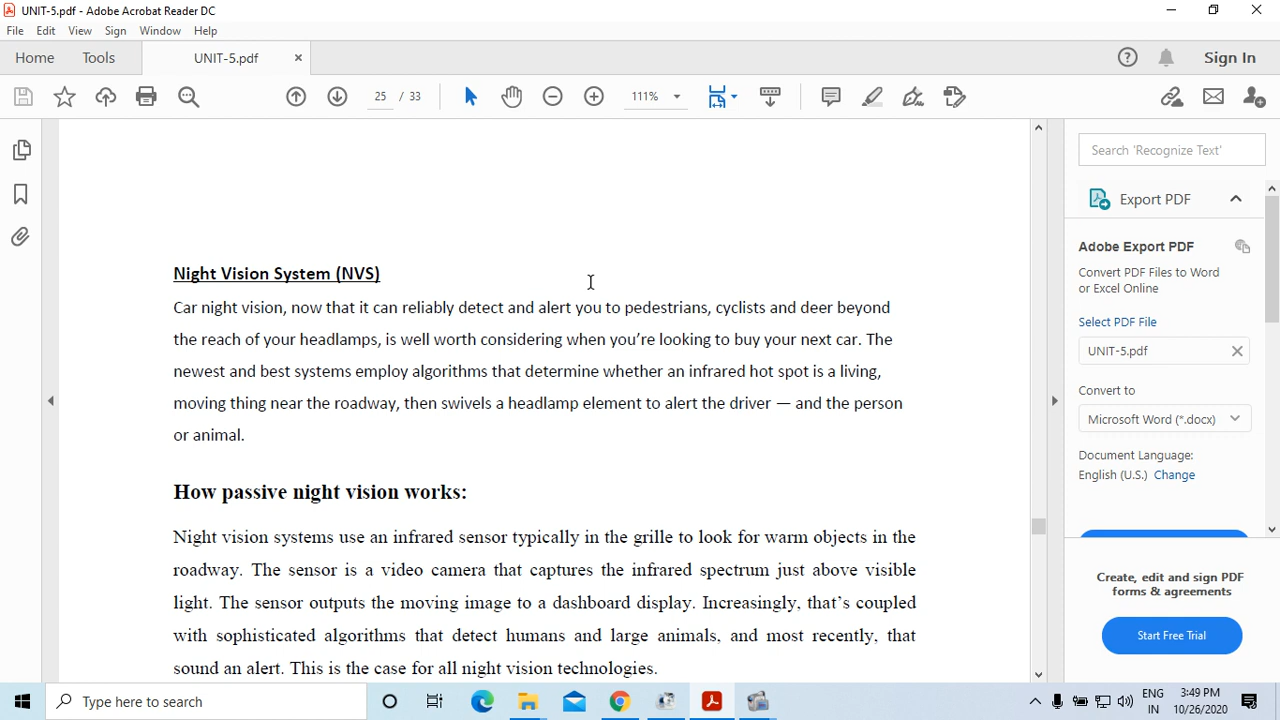 UNIT-5.pdf - Adobe Acrobat Reader DC
File Edit View Sign Window Help
Home Tools UNIT-5.pdf × Sign In
25 / 33 111%
Search 'Recognize Text'
Export PDF
Adobe Export PDF
Convert PDF Files to Word
or Excel Online
Select PDF File
UNIT-5.pdf
Convert to
Microsoft Word (*.docx)
Document Language:
English (U.S.) Change
Create, edit and sign PDF
forms & agreements
Start Free Trial
Night Vision System (NVS)
Car night vision, now that it can reliably detect and alert you to pedestrians, cyclists and deer beyond
the reach of your headlamps, is well worth considering when you’re looking to buy your next car. The
newest and best systems employ algorithms that determine whether an infrared hot spot is a living,
moving thing near the roadway, then swivels a headlamp element to alert the driver — and the person
or animal.
How passive night vision works:
Night vision systems use an infrared sensor typically in the grille to look for warm objects in the
roadway. The sensor is a video camera that captures the infrared spectrum just above visible
light. The sensor outputs the moving image to a dashboard display. Increasingly, that’s coupled
with sophisticated algorithms that detect humans and large animals, and most recently, that
sound an alert. This is the case for all night vision technologies.
Type here to search
ENG
IN
3:49 PM
10/26/2020